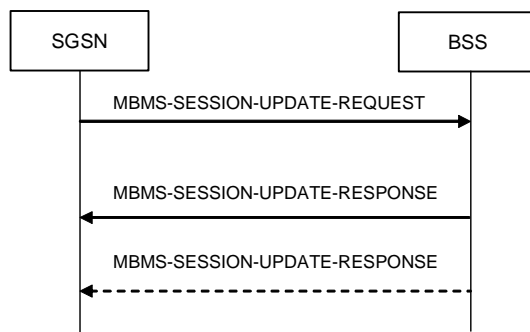 SGSN
BSS
MBMS-SESSION-UPDATE-REQUEST
MBMS-SESSION-UPDATE-RESPONSE
MBMS-SESSION-UPDATE-RESPONSE